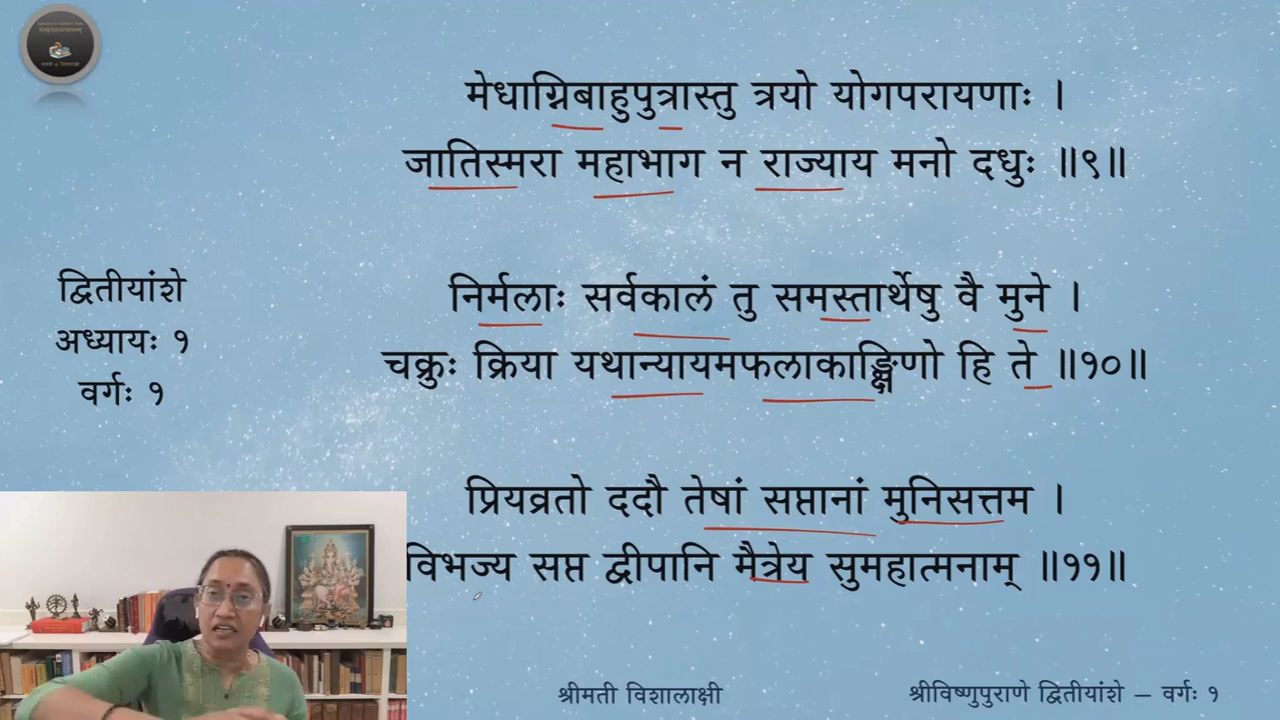 मेधाग्निबाहुपुत्रास्तु त्रयो योगपरायणाः ।
जातिस्मरा महाभाग न राज्याय मनो दधुः ॥९॥
द्वितीयांशे
अध्यायः १
वर्गः १
निर्मलाः सर्वकालं तु समस्तार्थेषु वै मुने ।
चक्रुः क्रिया यथान्यायमफलाकाङ्क्षिणो हि ते ॥१०॥
प्रियव्रतो ददौ तेषां सप्तानां मुनिसत्तम ।
विभज्य सप्त द्वीपानि मैत्रेय सुमहात्मनाम् ॥११॥
श्रीमती विशालाक्षी
श्रीविष्णुपुराणे द्वितीयांशे – वर्गः १